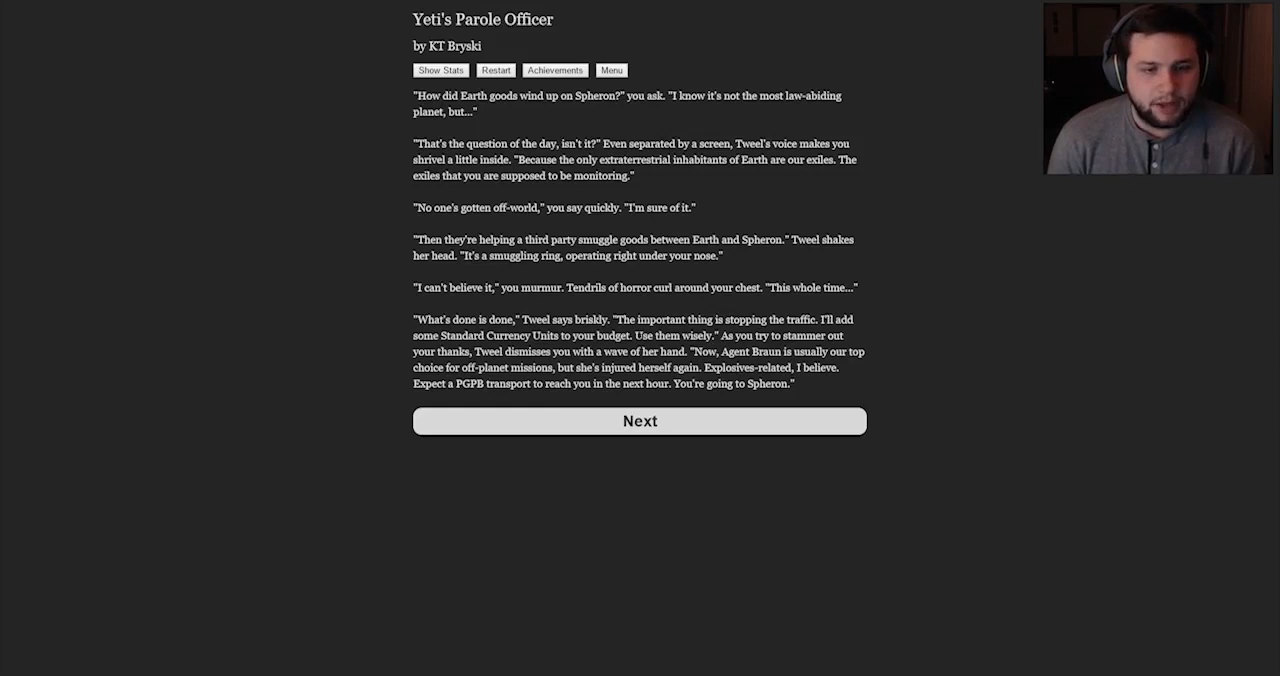 Yeti's Parole Officer
by KT Bryski
Show Stats Restart Achievements Menu
"How did Earth goods wind up on Spheron?" you ask. "I know it's not the most law-abiding
planet, but..."
"That's the question of the day, isn't it?" Even separated by a screen, Tweel's voice makes you
shrivel a little inside. "Because the only extraterrestrial inhabitants of Earth are our exiles. The
exiles that you are supposed to be monitoring."
"No one's gotten off-world," you say quickly. "I'm sure of it."
"Then they're helping a third party smuggle goods between Earth and Spheron." Tweel shakes
her head. "It's a smuggling ring, operating right under your nose."
"I can't believe it," you murmur. Tendrils of horror curl around your chest. "This whole time..."
"What's done is done," Tweel says briskly. "The important thing is stopping the traffic. I'll add
some Standard Currency Units to your budget. Use them wisely." As you try to stammer out
your thanks, Tweel dismisses you with a wave of her hand. "Now, Agent Braun is usually our top
choice for off-planet missions, but she's injured herself again. Explosives-related, I believe.
Expect a PGPB transport to reach you in the next hour. You're going to Spheron."
Next